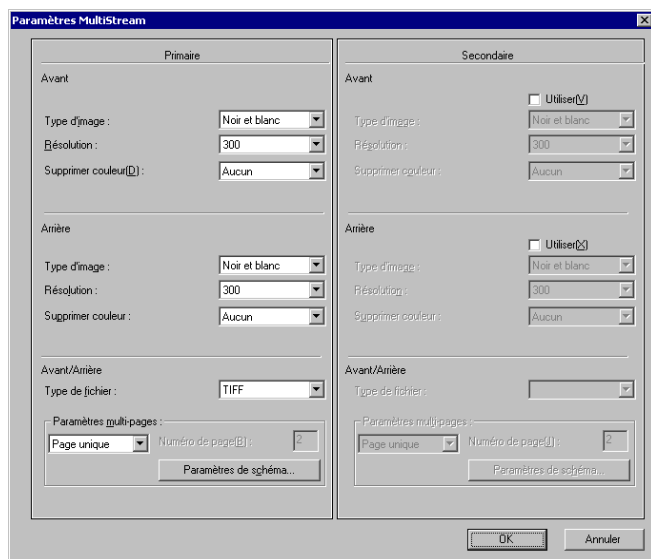 Paramètres MultiStream
Primaire
Avant
Type d'image :
Noir et blanc
Résolution :
300
Supprimer couleur(D) :
Aucun
Arrière
Type d'image :
Noir et blanc
Résolution :
300
Supprimer couleur :
Aucun
Avant/Arrière
Type de fichier :
TIFF
Paramètres multi-pages :
Page unique
Numéro de page(B) :
2
Paramètres de schéma...
Secondaire
Avant
Utiliser(V)
Type d'image :
Noir et blanc
Résolution :
300
Supprimer couleur :
Aucun
Arrière
Utiliser(X)
Type d'image :
Noir et blanc
Résolution :
300
Supprimer couleur :
Aucun
Avant/Arrière
Type de fichier :
Paramètres multi-pages :
Page unique
Numéro de page(J) :
2
Paramètres de schéma...
OK
Annuler